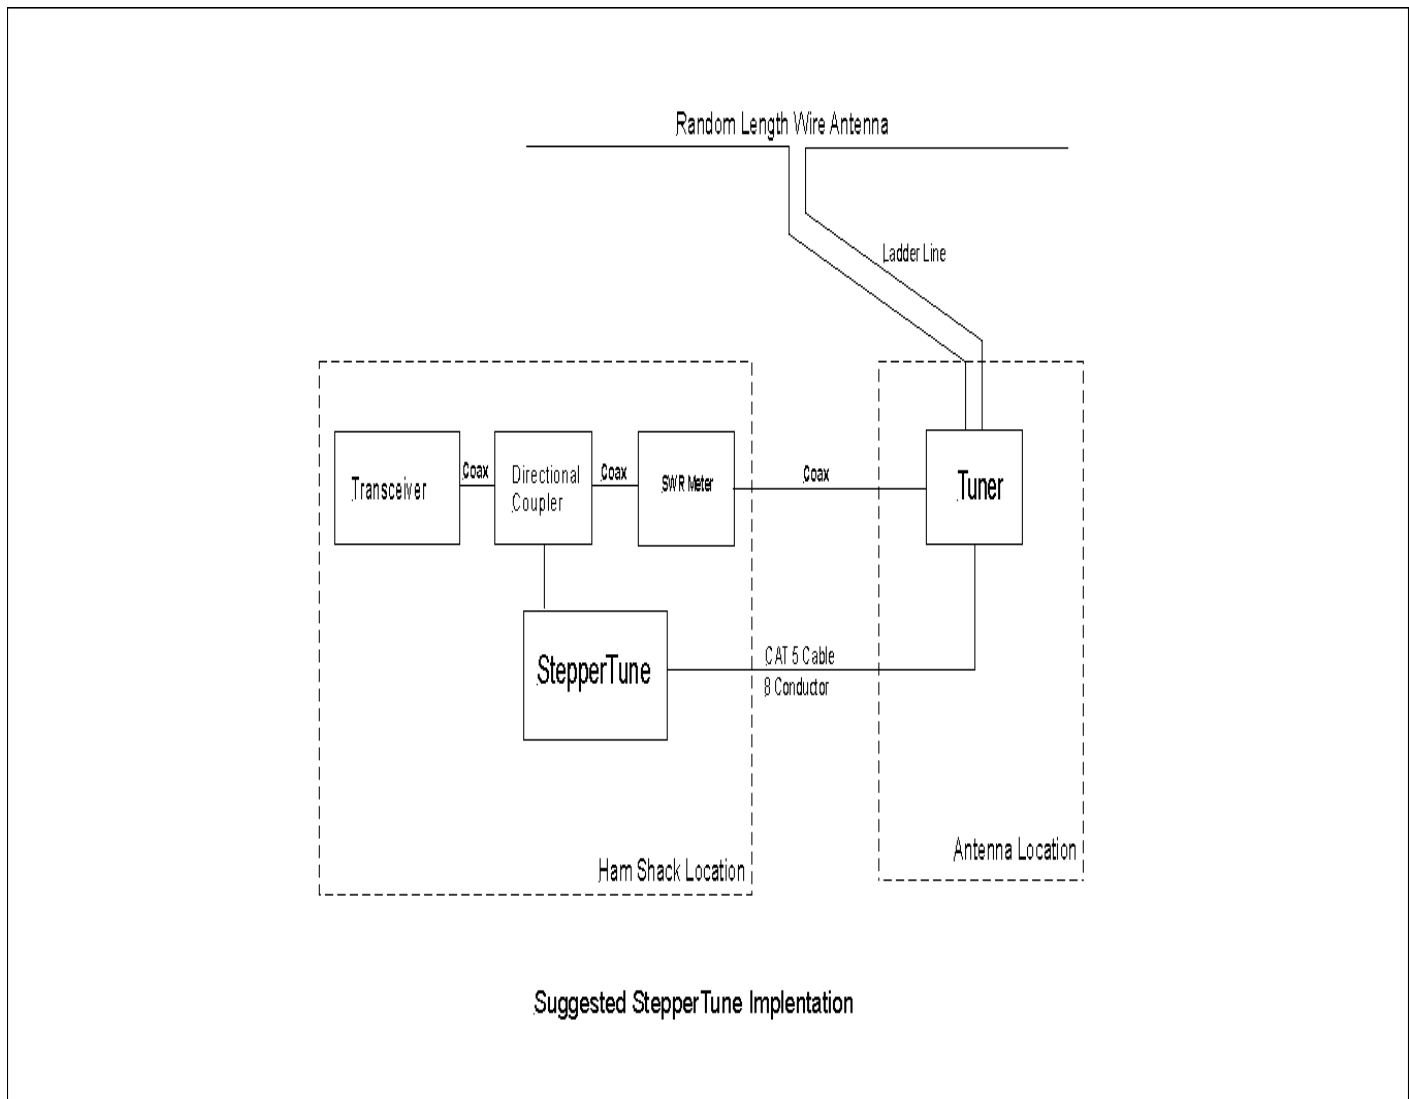 Random Length Wire Antenna
Ladder Line
Transceiver
Coax
Directional
Coupler
Coax
SWR Meter
Coax
Tuner
StepperTune
CAT 5 Cable
8 Conductor
Ham Shack Location
Antenna Location
Suggested StepperTune Implentation